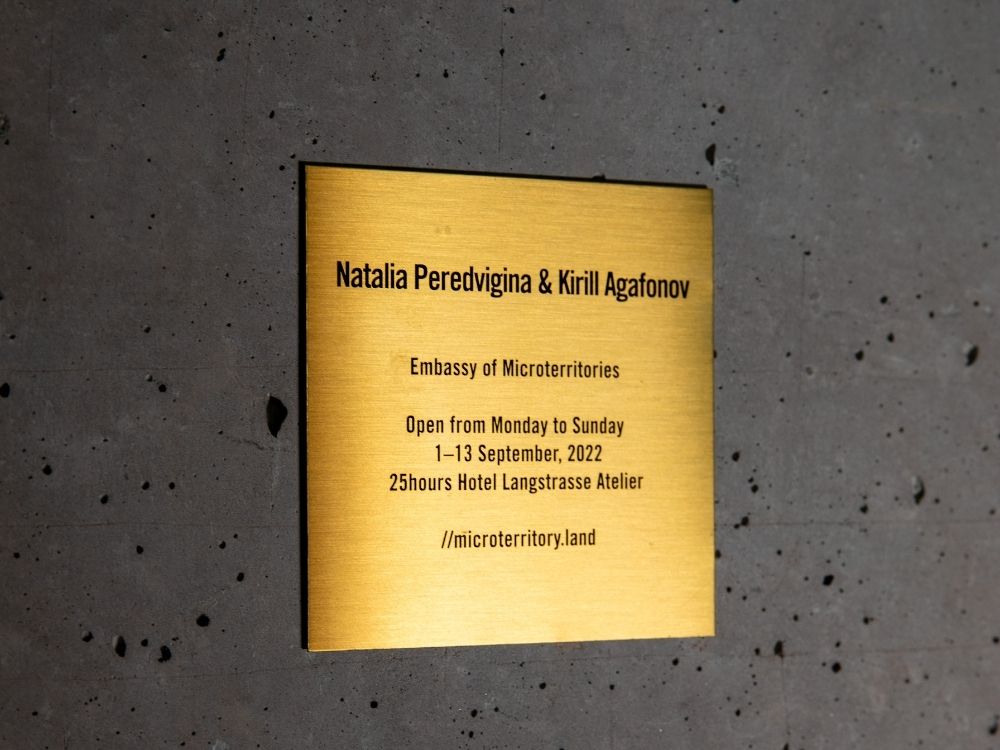 Natalia Peredvigina & Kirill Agafonov
Embassy of Microterritories
Open from Monday to Sunday
1–13 September, 2022
25hours Hotel Langstrasse Atelier
//microterritory.land